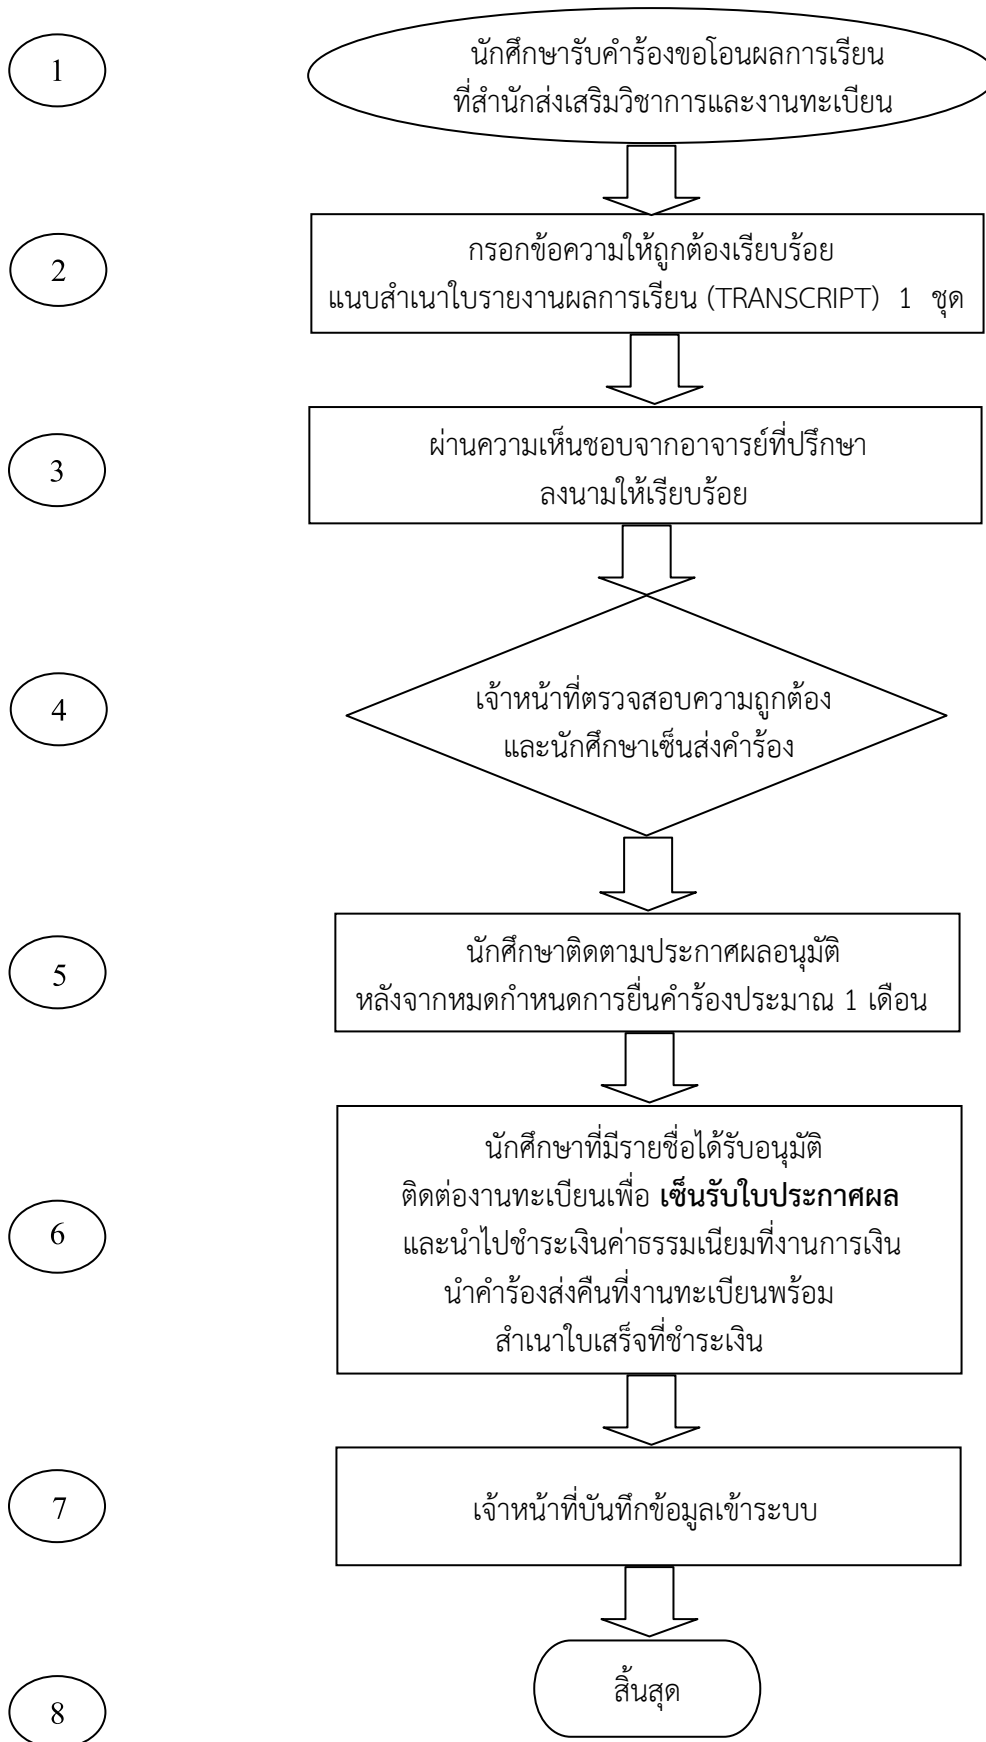 1
นักศึกษารับคำร้องขอโอนผลการเรียน
ที่สำนักส่งเสริมวิชาการและงานทะเบียน
2
กรอกข้อความให้ถูกต้องเรียบร้อย
แนบสำเนาใบรายงานผลการเรียน (TRANSCRIPT) 1 ชุด
3
ผ่านความเห็นชอบจากอาจารย์ที่ปรึกษา
ลงนามให้เรียบร้อย
4
เจ้าหน้าที่ตรวจสอบความถูกต้อง
และนักศึกษาเซ็นส่งคำร้อง
5
นักศึกษาติดตามประกาศผลอนุมัติ
หลังจากหมดกำหนดการยื่นคำร้องประมาณ 1 เดือน
6
นักศึกษาที่มีรายชื่อได้รับอนุมัติ
ติดต่องานทะเบียนเพื่อ เซ็นรับใบประกาศผล
และนำไปชำระเงินค่าธรรมเนียมที่งานการเงิน
นำคำร้องส่งคืนที่งานทะเบียนพร้อม
สำเนาใบเสร็จที่ชำระเงิน
7
เจ้าหน้าที่บันทึกข้อมูลเข้าระบบ
8
สิ้นสุด